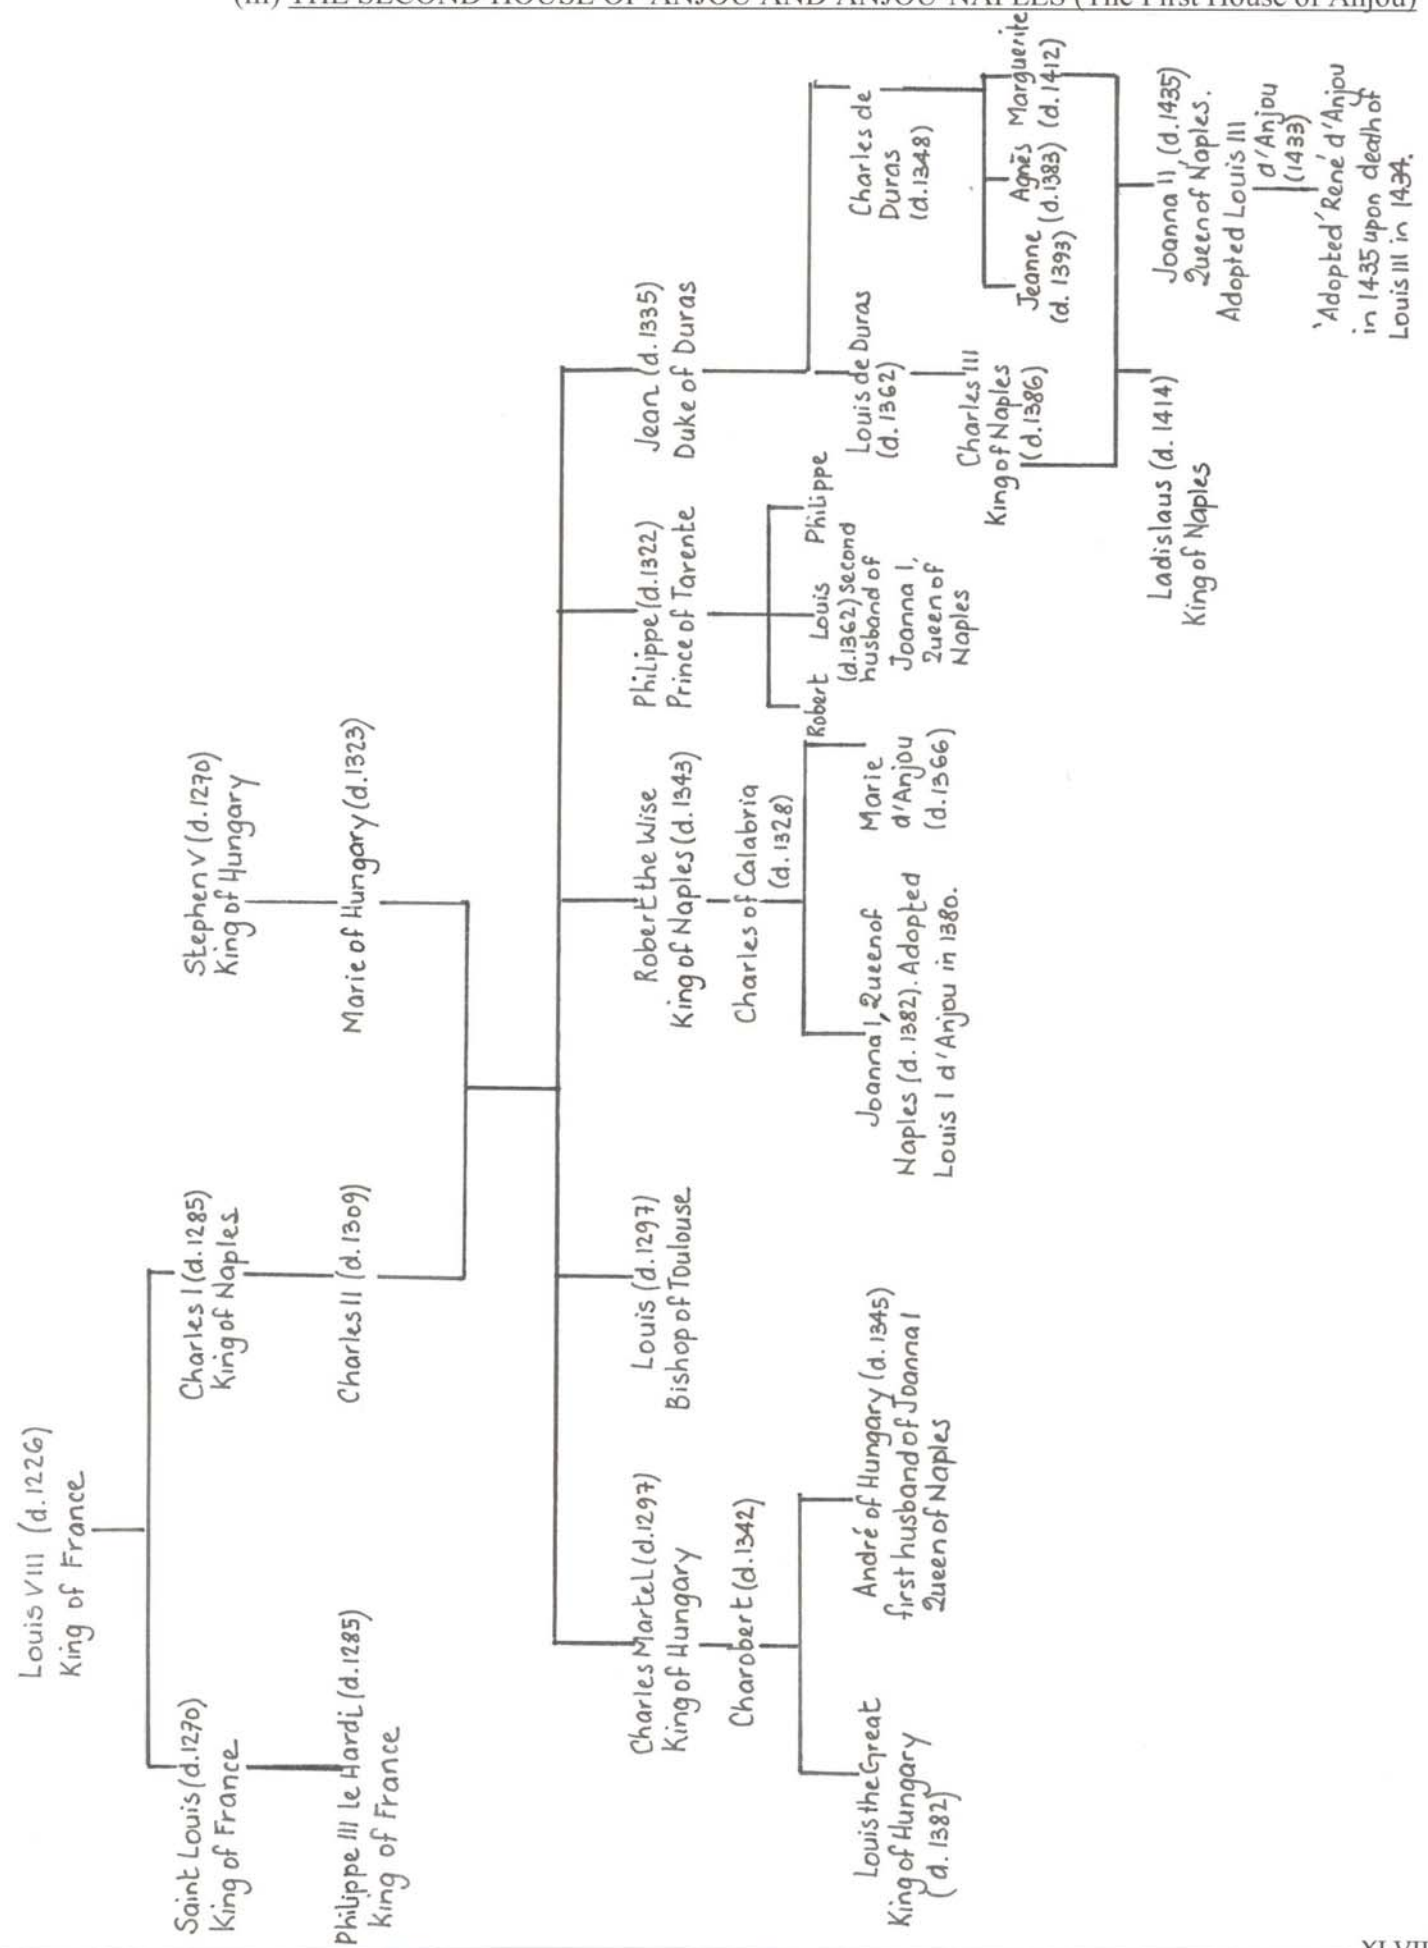 (iii) THE SECOND HOUSE OF ANJOU AND ANJOU-NAPLES (The First House of Anjou)
Louis VIII (d. 1226)
King of France
Saint Louis (d. 1270)
King of France
Charles I (d. 1285)
King of Naples
Stephen V (d. 1270)
King of Hungary
Philippe III le Hardi (d. 1285)
King of France
Charles II (d. 1309)
Marie of Hungary (d. 1323)
Charles Martel (d. 1297)
King of Hungary
Louis (d. 1297)
Bishop of Toulouse
Robert the Wise
King of Naples (d. 1343)
Philippe (d. 1322)
Prince of Tarente
Jean (d. 1335)
Duke of Duras
Charobert (d. 1342)
Charles of Calabria
(d. 1328)
Robert Louis Philippe
(d. 1362) second
husband of
Joanna I,
Queen of
Naples
Louis the Great
King of Hungary
(d. 1382)
André of Hungary (d. 1345)
first husband of Joanna I
Queen of Naples
Joanna I, Queen of
Naples (d. 1382). Adopted
Louis I d'Anjou in 1380.
Marie
d'Anjou
(d. 1366)
Louis de Duras
(d. 1362)
Charles de
Duras
(d. 1348)
Charles III
King of Naples
(d. 1386)
Jeanne Agnès Marguerite
(d. 1393) (d. 1383) (d. 1412)
Ladislaus (d. 1414)
King of Naples
Joanna II (d. 1435)
Queen of Naples.
Adopted Louis III
d'Anjou
(1433)
'Adopted' René d'Anjou
in 1435 upon death of
Louis III in 1434.